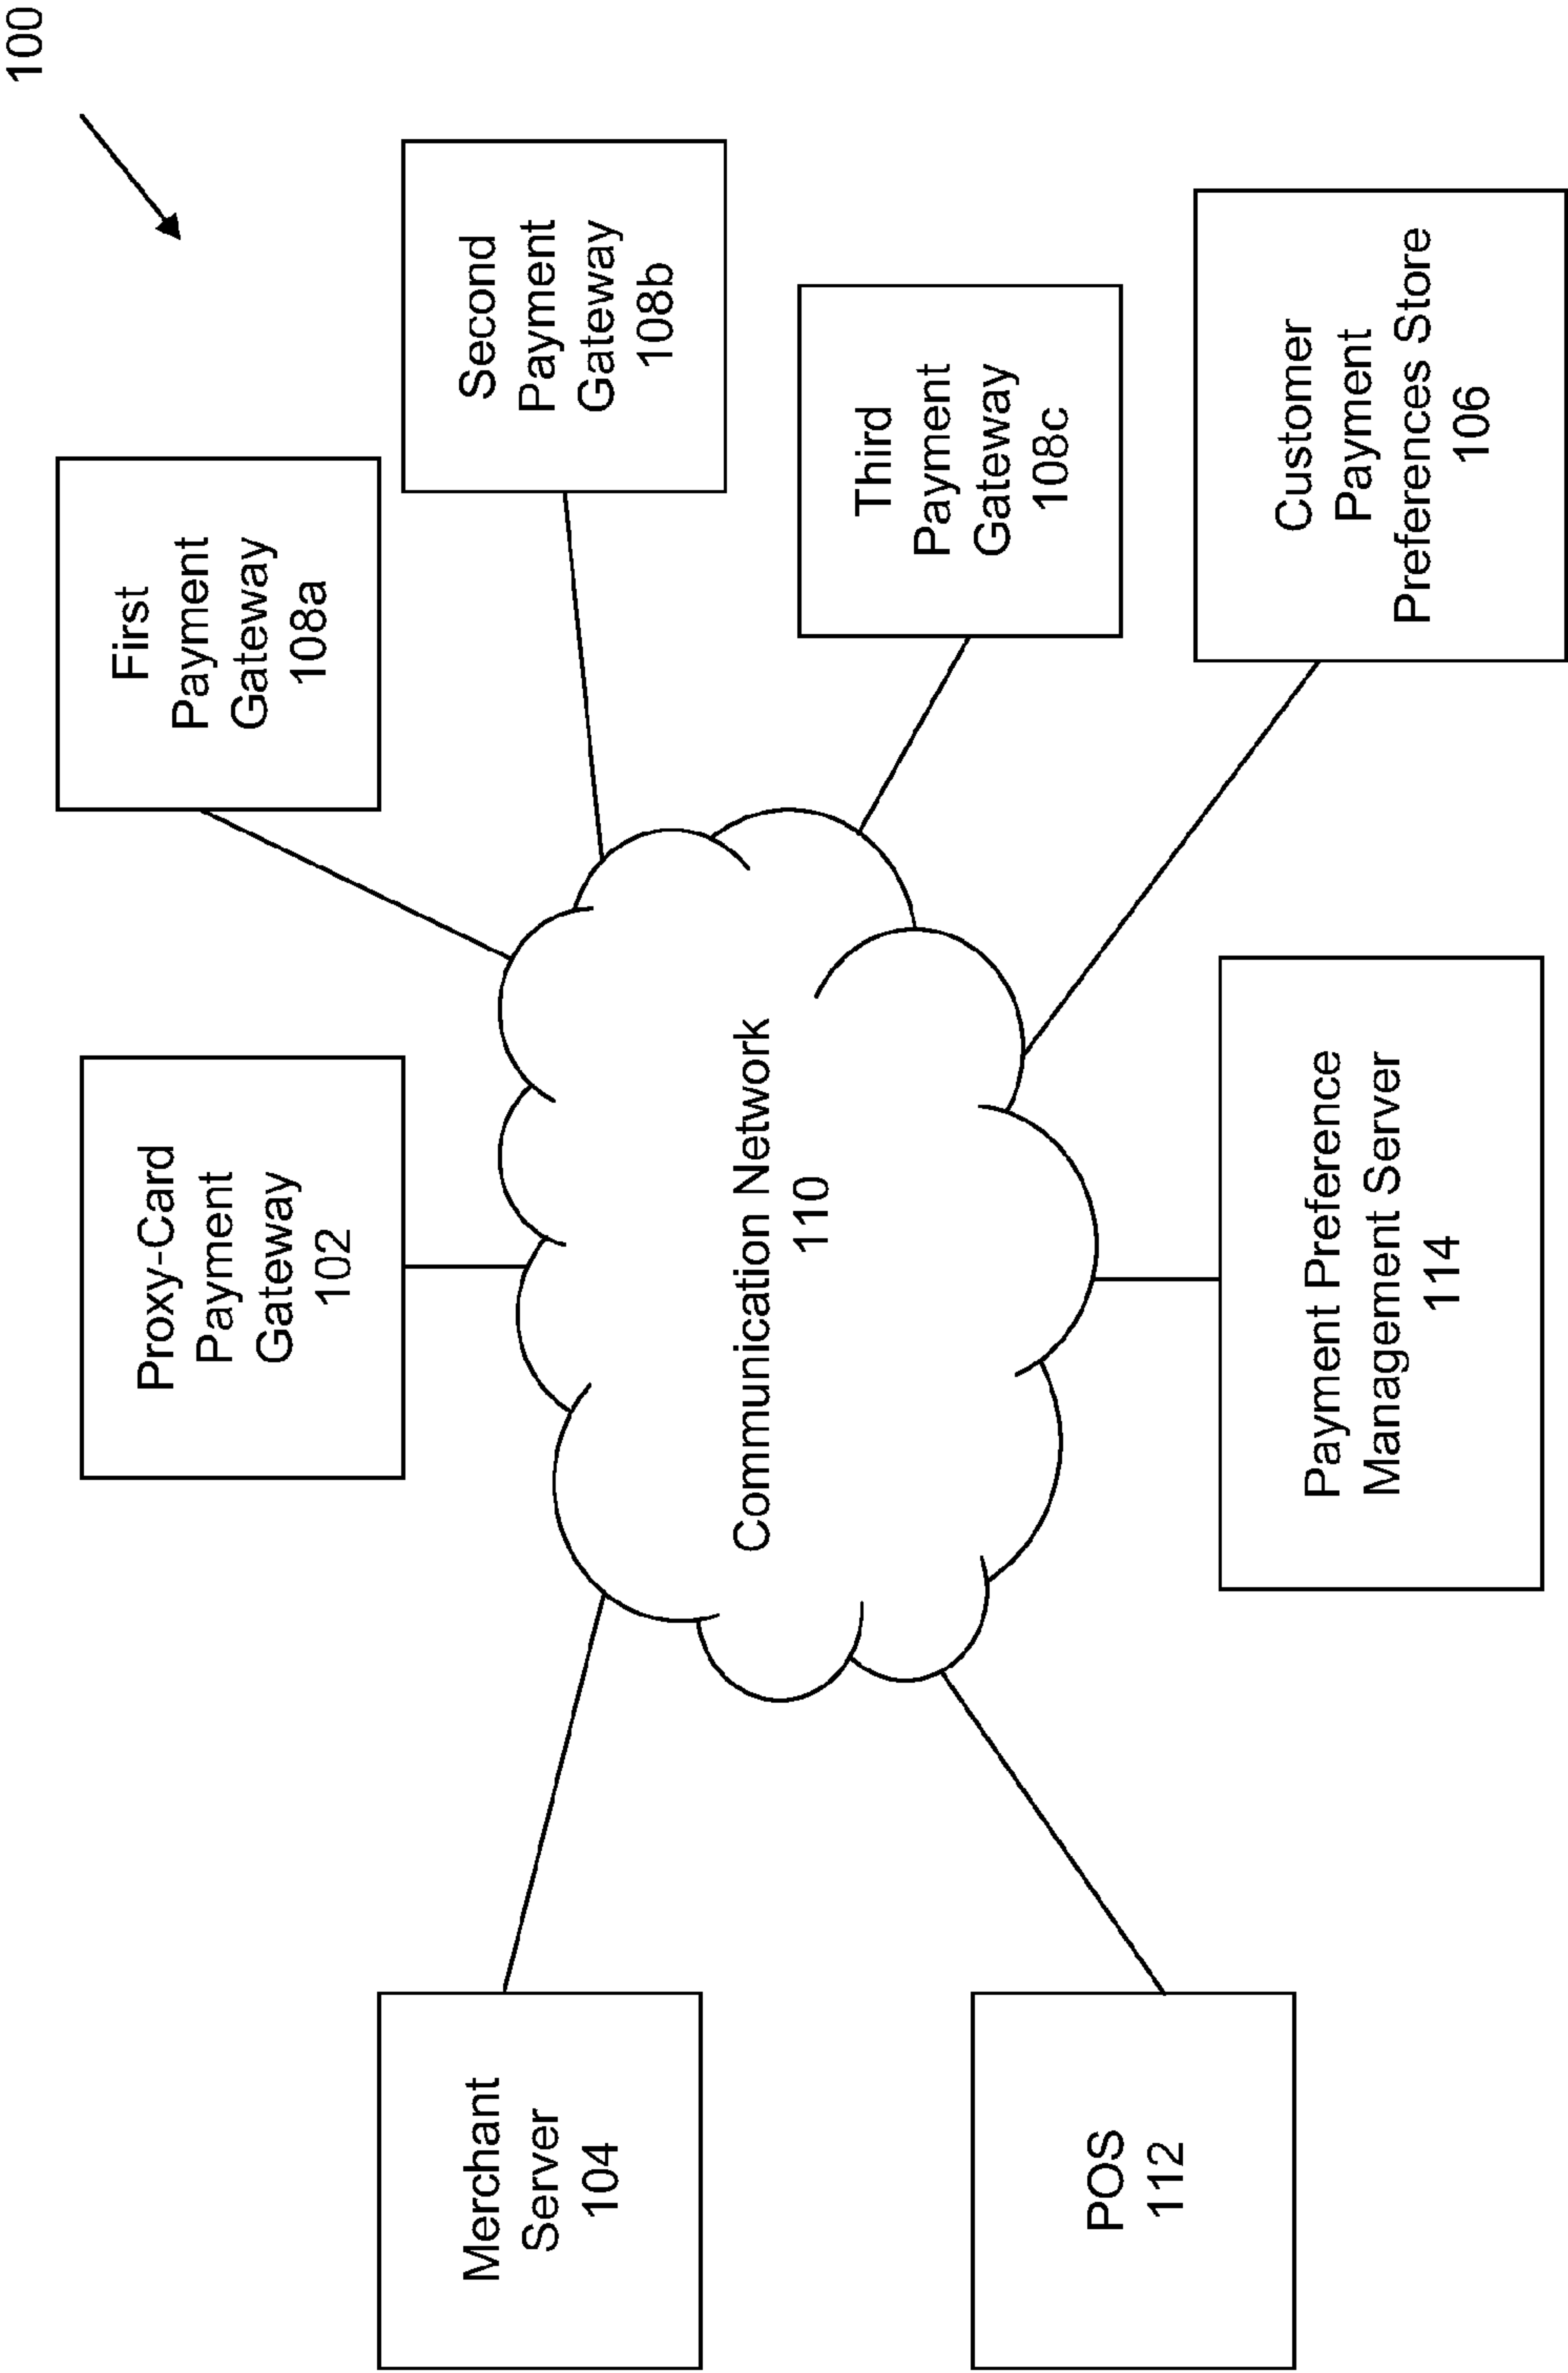 100
Proxy-Card
Payment
Gateway
102
First
Payment
Gateway
108a
Second
Payment
Gateway
108b
Merchant
Server
104
Communication Network
110
Third
Payment
Gateway
108c
POS
112
Payment Preference
Management Server
114
Customer
Payment
Preferences Store
106